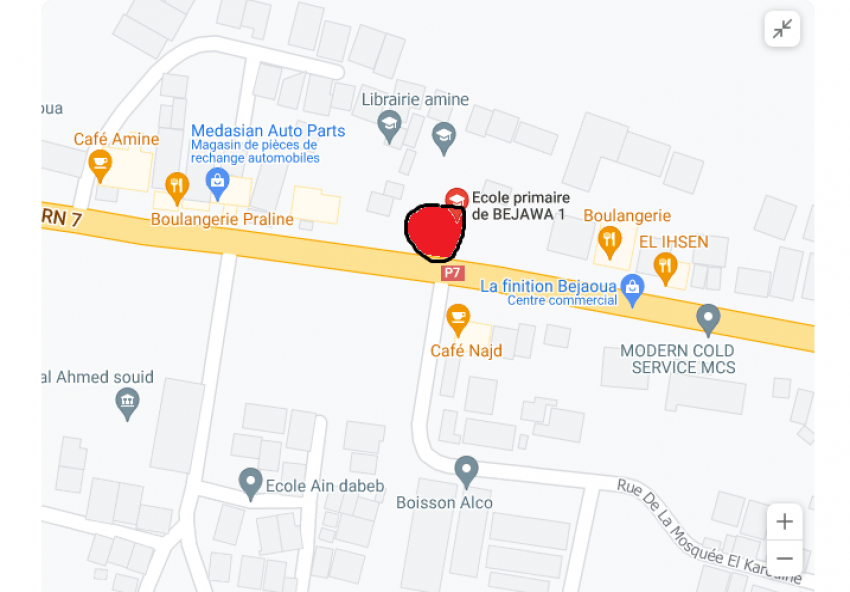 oua
Librairie amine
Medasian Auto Parts
Magasin de pièces de
rechange automobiles
Café Amine
Ecole primaire
de BEJAWA 1
RN 7
Boulangerie Praline
Boulangerie
EL IHSEN
P7
La finition Bejaoua
Centre commercial
Café Najd
MODERN COLD
SERVICE MCS
al Ahmed souid
Ecole Ain dabeb
Boisson Alco
Rue De La Mosquée El Karouine